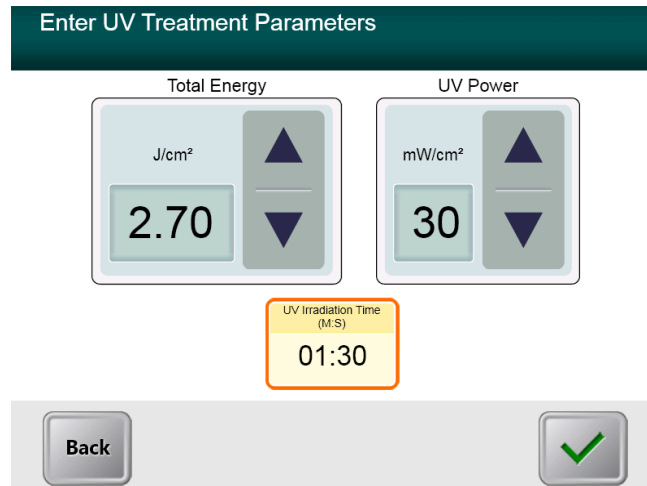 Enter UV Treatment Parameters
Total Energy
UV Power
J/cm²
mW/cm²
2.70
30
UV Irradiation Time
(M:S)
01:30
Back